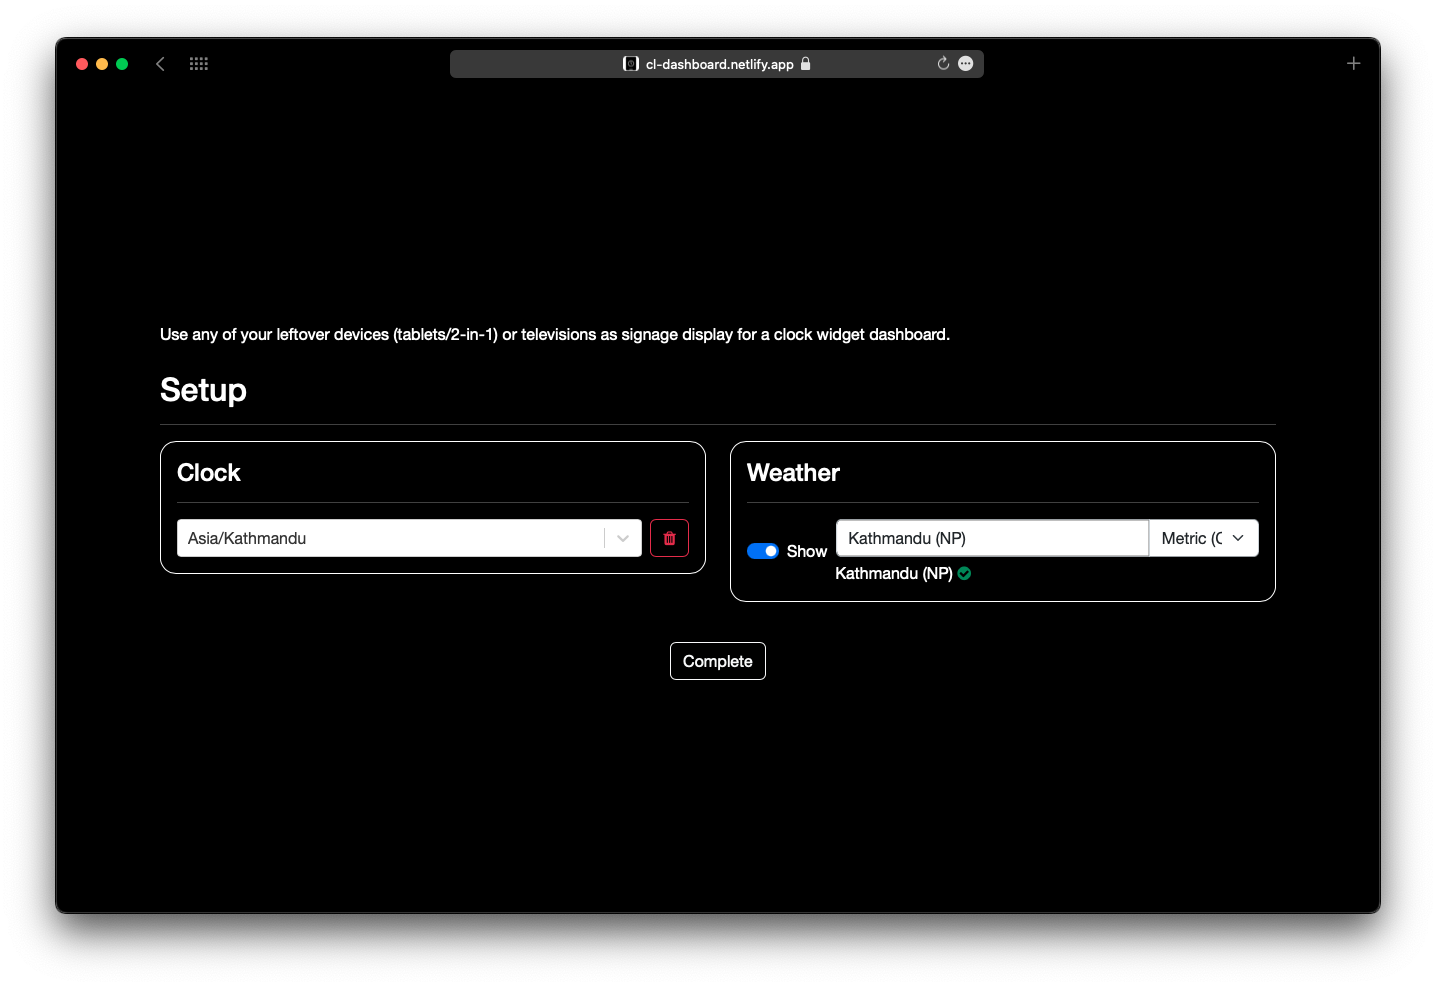 cl-dashboard.netlify.app
Use any of your leftover devices (tablets/2-in-1) or televisions as signage display for a clock widget dashboard.
Setup
Clock
Asia/Kathmandu
Weather
Show
Kathmandu (NP)
Metric (C
Kathmandu (NP)
Complete